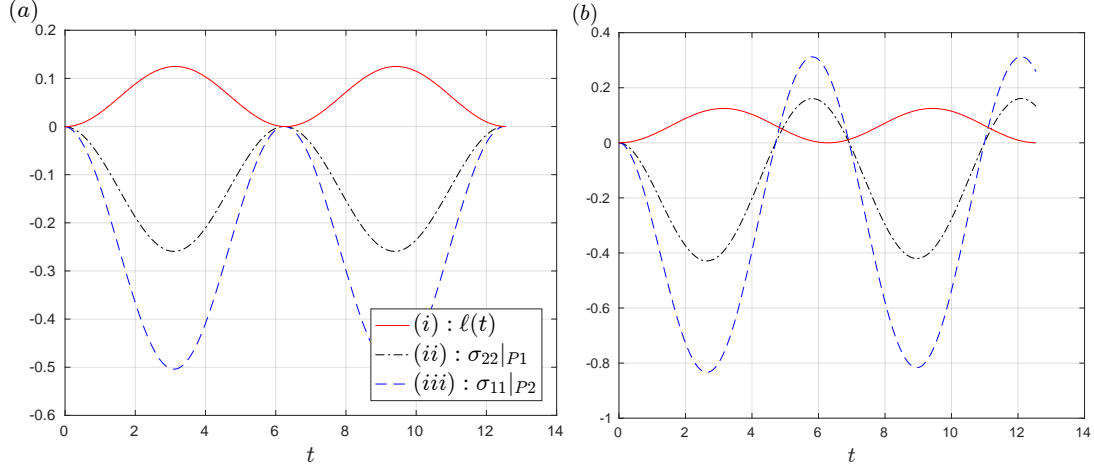 (a)
0.2
0.1
0
-0.1
-0.2
-0.3
-0.4
-0.5
-0.6
0 2 4 6 8 10 12 14
t
(i) : ℓ(t)
(ii) : σ₂₂|P1
(iii) : σ₁₁|P2
(b)
0.4
0.2
0
-0.2
-0.4
-0.6
-0.8
-1
0 2 4 6 8 10 12 14
t